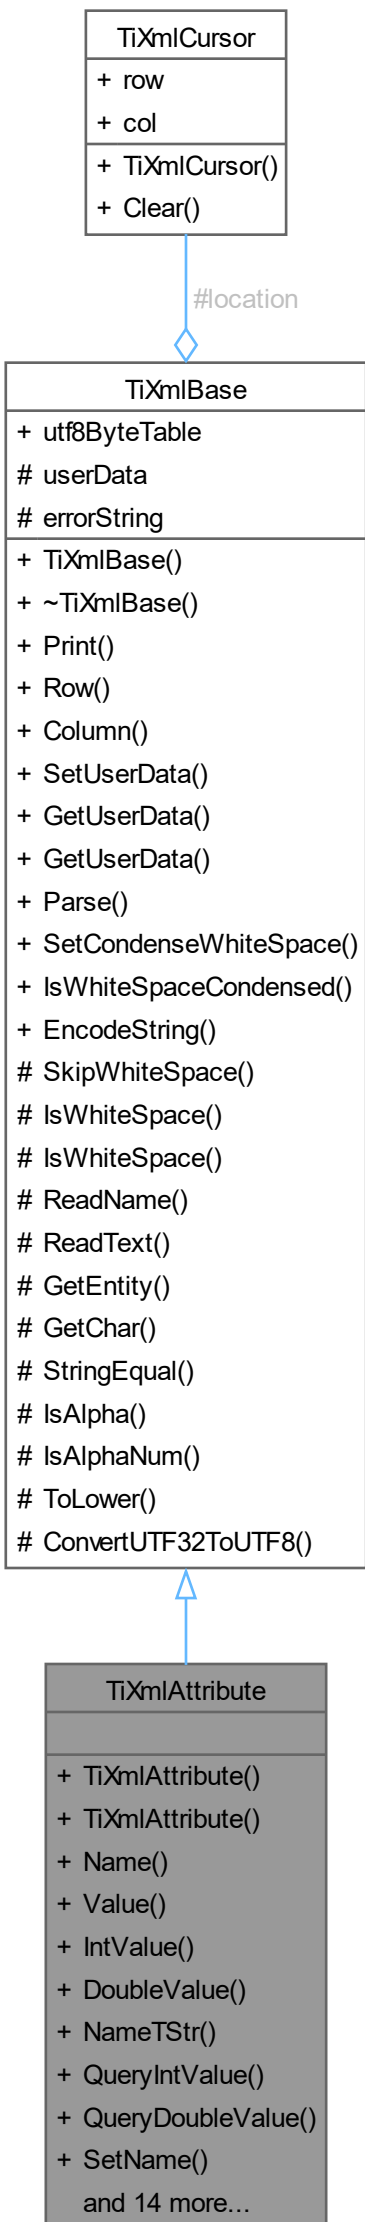 TiXmlCursor
+ row
+ col
+ TiXmlCursor()
+ Clear()
#location
TiXmlBase
+ utf8ByteTable
# userData
# errorString
+ TiXmlBase()
+ ~TiXmlBase()
+ Print()
+ Row()
+ Column()
+ SetUserData()
+ GetUserData()
+ GetUserData()
+ Parse()
+ SetCondenseWhiteSpace()
+ IsWhiteSpaceCondensed()
+ EncodeString()
# SkipWhiteSpace()
# IsWhiteSpace()
# IsWhiteSpace()
# ReadName()
# ReadText()
# GetEntity()
# GetChar()
# StringEqual()
# IsAlpha()
# IsAlphaNum()
# ToLower()
# ConvertUTF32ToUTF8()
TiXmlAttribute
+ TiXmlAttribute()
+ TiXmlAttribute()
+ Name()
+ Value()
+ IntValue()
+ DoubleValue()
+ NameTStr()
+ QueryIntValue()
+ QueryDoubleValue()
+ SetName()
and 14 more...